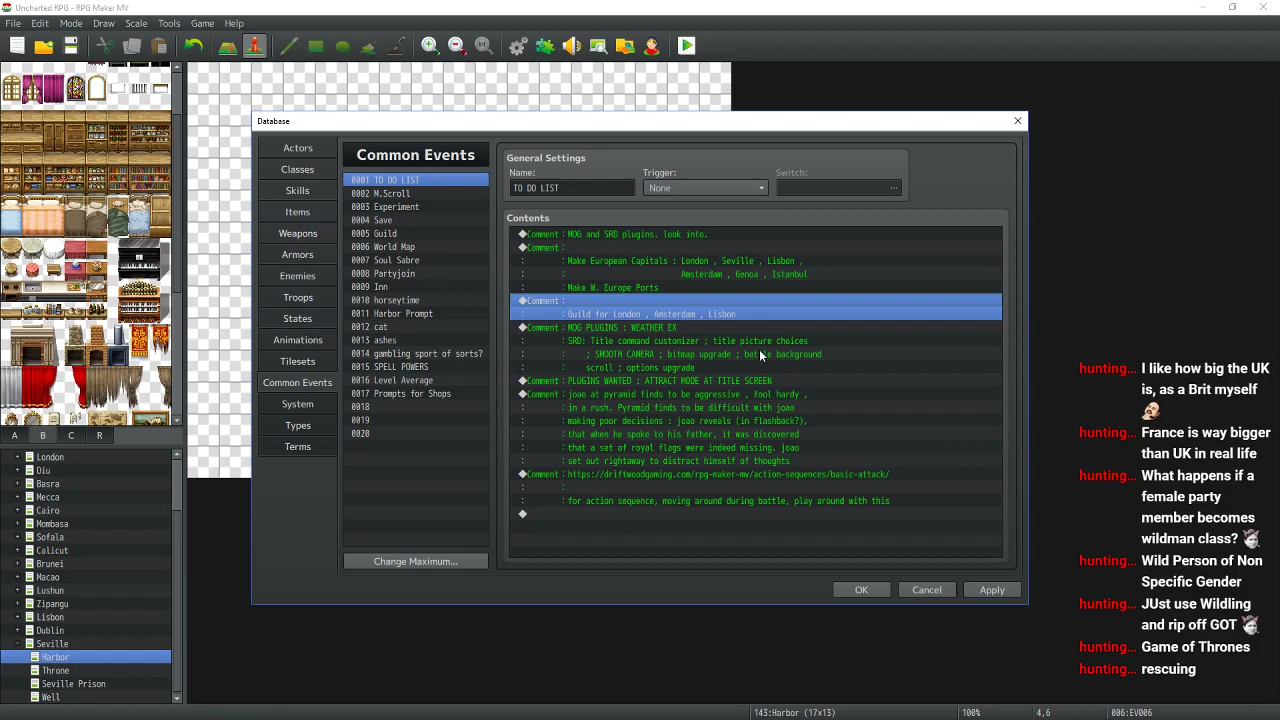 Uncharted RPG - RPG Maker MV
File Edit Mode Draw Scale Tools Game Help
Database
Actors
Classes
Skills
Items
Weapons
Armors
Enemies
Troops
States
Animations
Tilesets
Common Events
System
Types
Terms
Common Events
0001 TO DO LIST
0002 M.Scroll
0003 Experiment
0004 Save
0005 Guild
0006 World Map
0007 Soul Sabre
0008 Partyjoin
0009 Inn
0010 horseytime
0011 Harbor Prompt
0012 cat
0013 ashes
0014 gambling sport of sorts?
0015 SPELL POWERS
0016 Level Average
0017 Prompts for Shops
0018
0019
0020
Change Maximum...
General Settings
Name: Trigger: Switch:
TO DO LIST None ...
Contents
◆Comment : MOG and SRD plugins. look into.
◆Comment :
: : Make European Capitals : London , Seville , Lisbon ,
: : Amsterdam , Genoa , Istanbul
: : Make W. Europe Ports
◆Comment :
: : Guild for London , Amsterdam , Lisbon
◆Comment : MOG PLUGINS : WEATHER EX
: : SRD: Title command customizer ; title picture choices
: : ; SMOOTH CAMERA ; bitmap upgrade ; battle background
: : scroll ; options upgrade
◆Comment : PLUGINS WANTED : ATTRACT MODE AT TITLE SCREEN
◆Comment : joao at pyramid finds to be aggressive , fool hardy ,
: : in a rush. Pyramid finds to be difficult with joao
: : making poor decisions : joao reveals (in flashback?),
: : that when he spoke to his father, it was discovered
: : that a set of royal flags were indeed missing. joao
: : set out rightaway to distract himself of thoughts
◆Comment : https://driftwoodgaming.com/rpg-maker-mv/action-sequences/basic-attack/
: :
: : for action sequence, moving around during battle, play around with this
◆
OK Cancel Apply
A B C R
London
Diu
Basra
Mecca
Cairo
Mombasa
Sofala
Calicut
Brunei
Macao
Lushun
Zipangu
Lisbon
Dublin
Seville
Harbor
Throne
Seville Prison
Well
hunting... I like how big the UK
is, as a Brit myself
hunting... France is way bigger
than UK in real life
hunting... What happens if a
female party
member becomes
wildman class?
hunting... Wild Person of Non
Specific Gender
hunting... JUst use Wildling
and rip off GOT
hunting... Game of Thrones
hunting... rescuing
143:Harbor (17x13) 100% 4,6 006:EV006